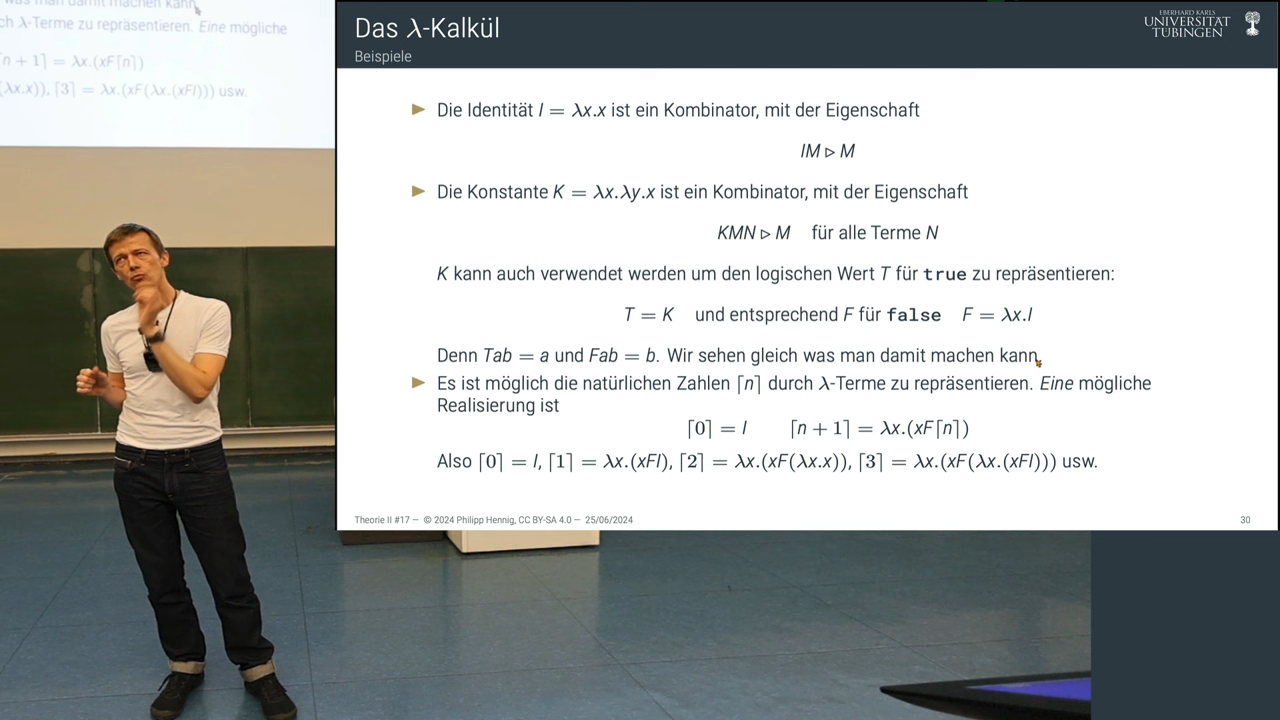 was man damit machen kann
ch λ-Terme zu repräsentieren. Eine mögliche
⌈n + 1⌉ = λx.(xF⌈n⌉)
(λx.x)), ⌈3⌉ = λx.(xF(λx.(xFI))) usw.
Das λ-Kalkül
Beispiele
EBERHARD KARLS
UNIVERSITÄT
TÜBINGEN
▶ Die Identität I = λx.x ist ein Kombinator, mit der Eigenschaft
IM ▷ M
▶ Die Konstante K = λx.λy.x ist ein Kombinator, mit der Eigenschaft
KMN ▷ M für alle Terme N
K kann auch verwendet werden um den logischen Wert T für true zu repräsentieren:
T = K und entsprechend F für false F = λx.I
Denn Tab = a und Fab = b. Wir sehen gleich was man damit machen kann.
▶ Es ist möglich die natürlichen Zahlen ⌈n⌉ durch λ-Terme zu repräsentieren. Eine mögliche
Realisierung ist
⌈0⌉ = I ⌈n + 1⌉ = λx.(xF⌈n⌉)
Also ⌈0⌉ = I, ⌈1⌉ = λx.(xFI), ⌈2⌉ = λx.(xF(λx.x)), ⌈3⌉ = λx.(xF(λx.(xFI))) usw.
Theorie II #17 — © 2024 Philipp Hennig, CC BY-SA 4.0 — 25/06/2024
30